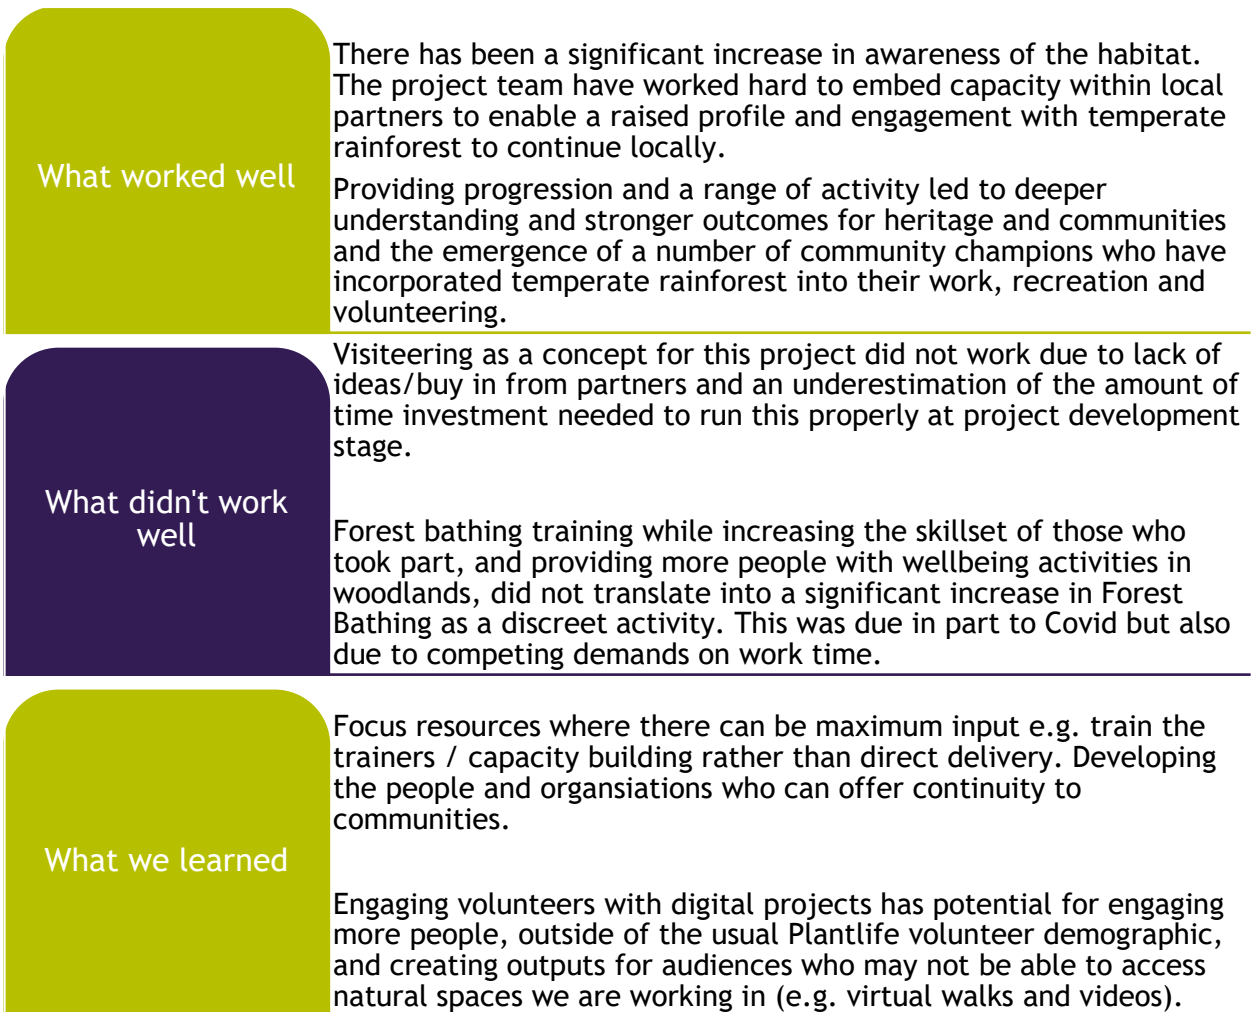 What worked well
There has been a significant increase in awareness of the habitat.
The project team have worked hard to embed capacity within local
partners to enable a raised profile and engagement with temperate
rainforest to continue locally.
Providing progression and a range of activity led to deeper
understanding and stronger outcomes for heritage and communities
and the emergence of a number of community champions who have
incorporated temperate rainforest into their work, recreation and
volunteering.
What didn't work
well
Visiteering as a concept for this project did not work due to lack of
ideas/buy in from partners and an underestimation of the amount of
time investment needed to run this properly at project development
stage.
Forest bathing training while increasing the skillset of those who
took part, and providing more people with wellbeing activities in
woodlands, did not translate into a significant increase in Forest
Bathing as a discreet activity. This was due in part to Covid but also
due to competing demands on work time.
What we learned
Focus resources where there can be maximum input e.g. train the
trainers / capacity building rather than direct delivery. Developing
the people and organsiations who can offer continuity to
communities.
Engaging volunteers with digital projects has potential for engaging
more people, outside of the usual Plantlife volunteer demographic,
and creating outputs for audiences who may not be able to access
natural spaces we are working in (e.g. virtual walks and videos).